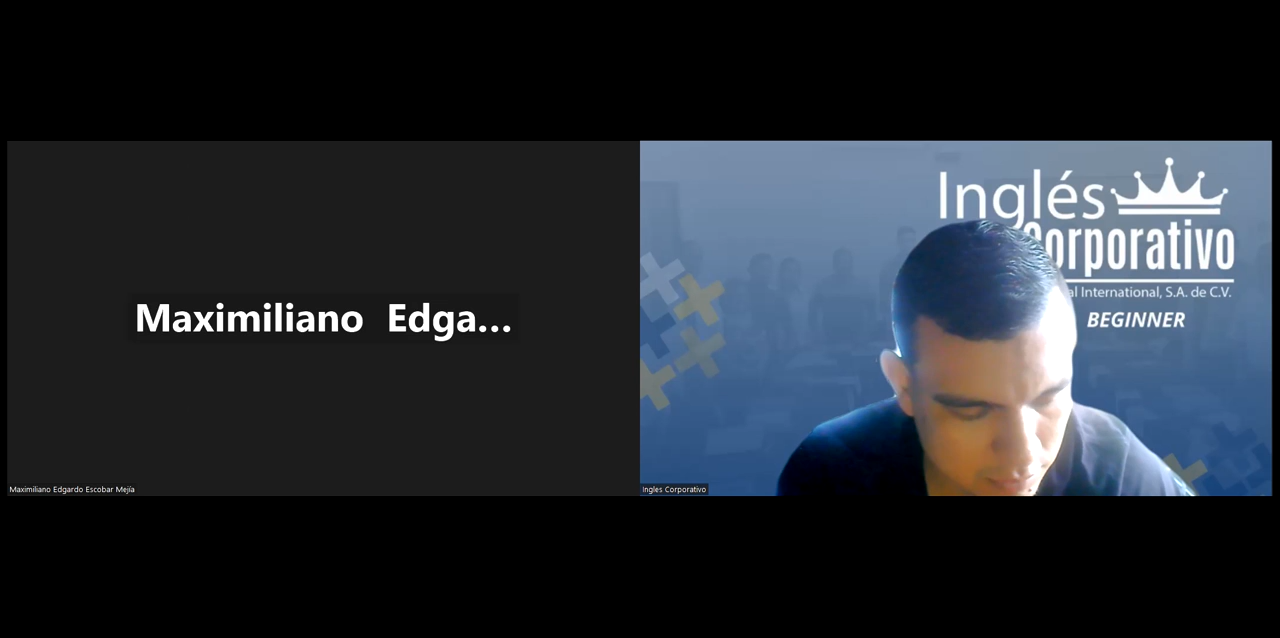 Maximiliano Edga...
Maximiliano Edgardo Escobar Mejía
Inglés
Corporativo
al International, S.A. de C.V.
BEGINNER
Ingles Corporativo